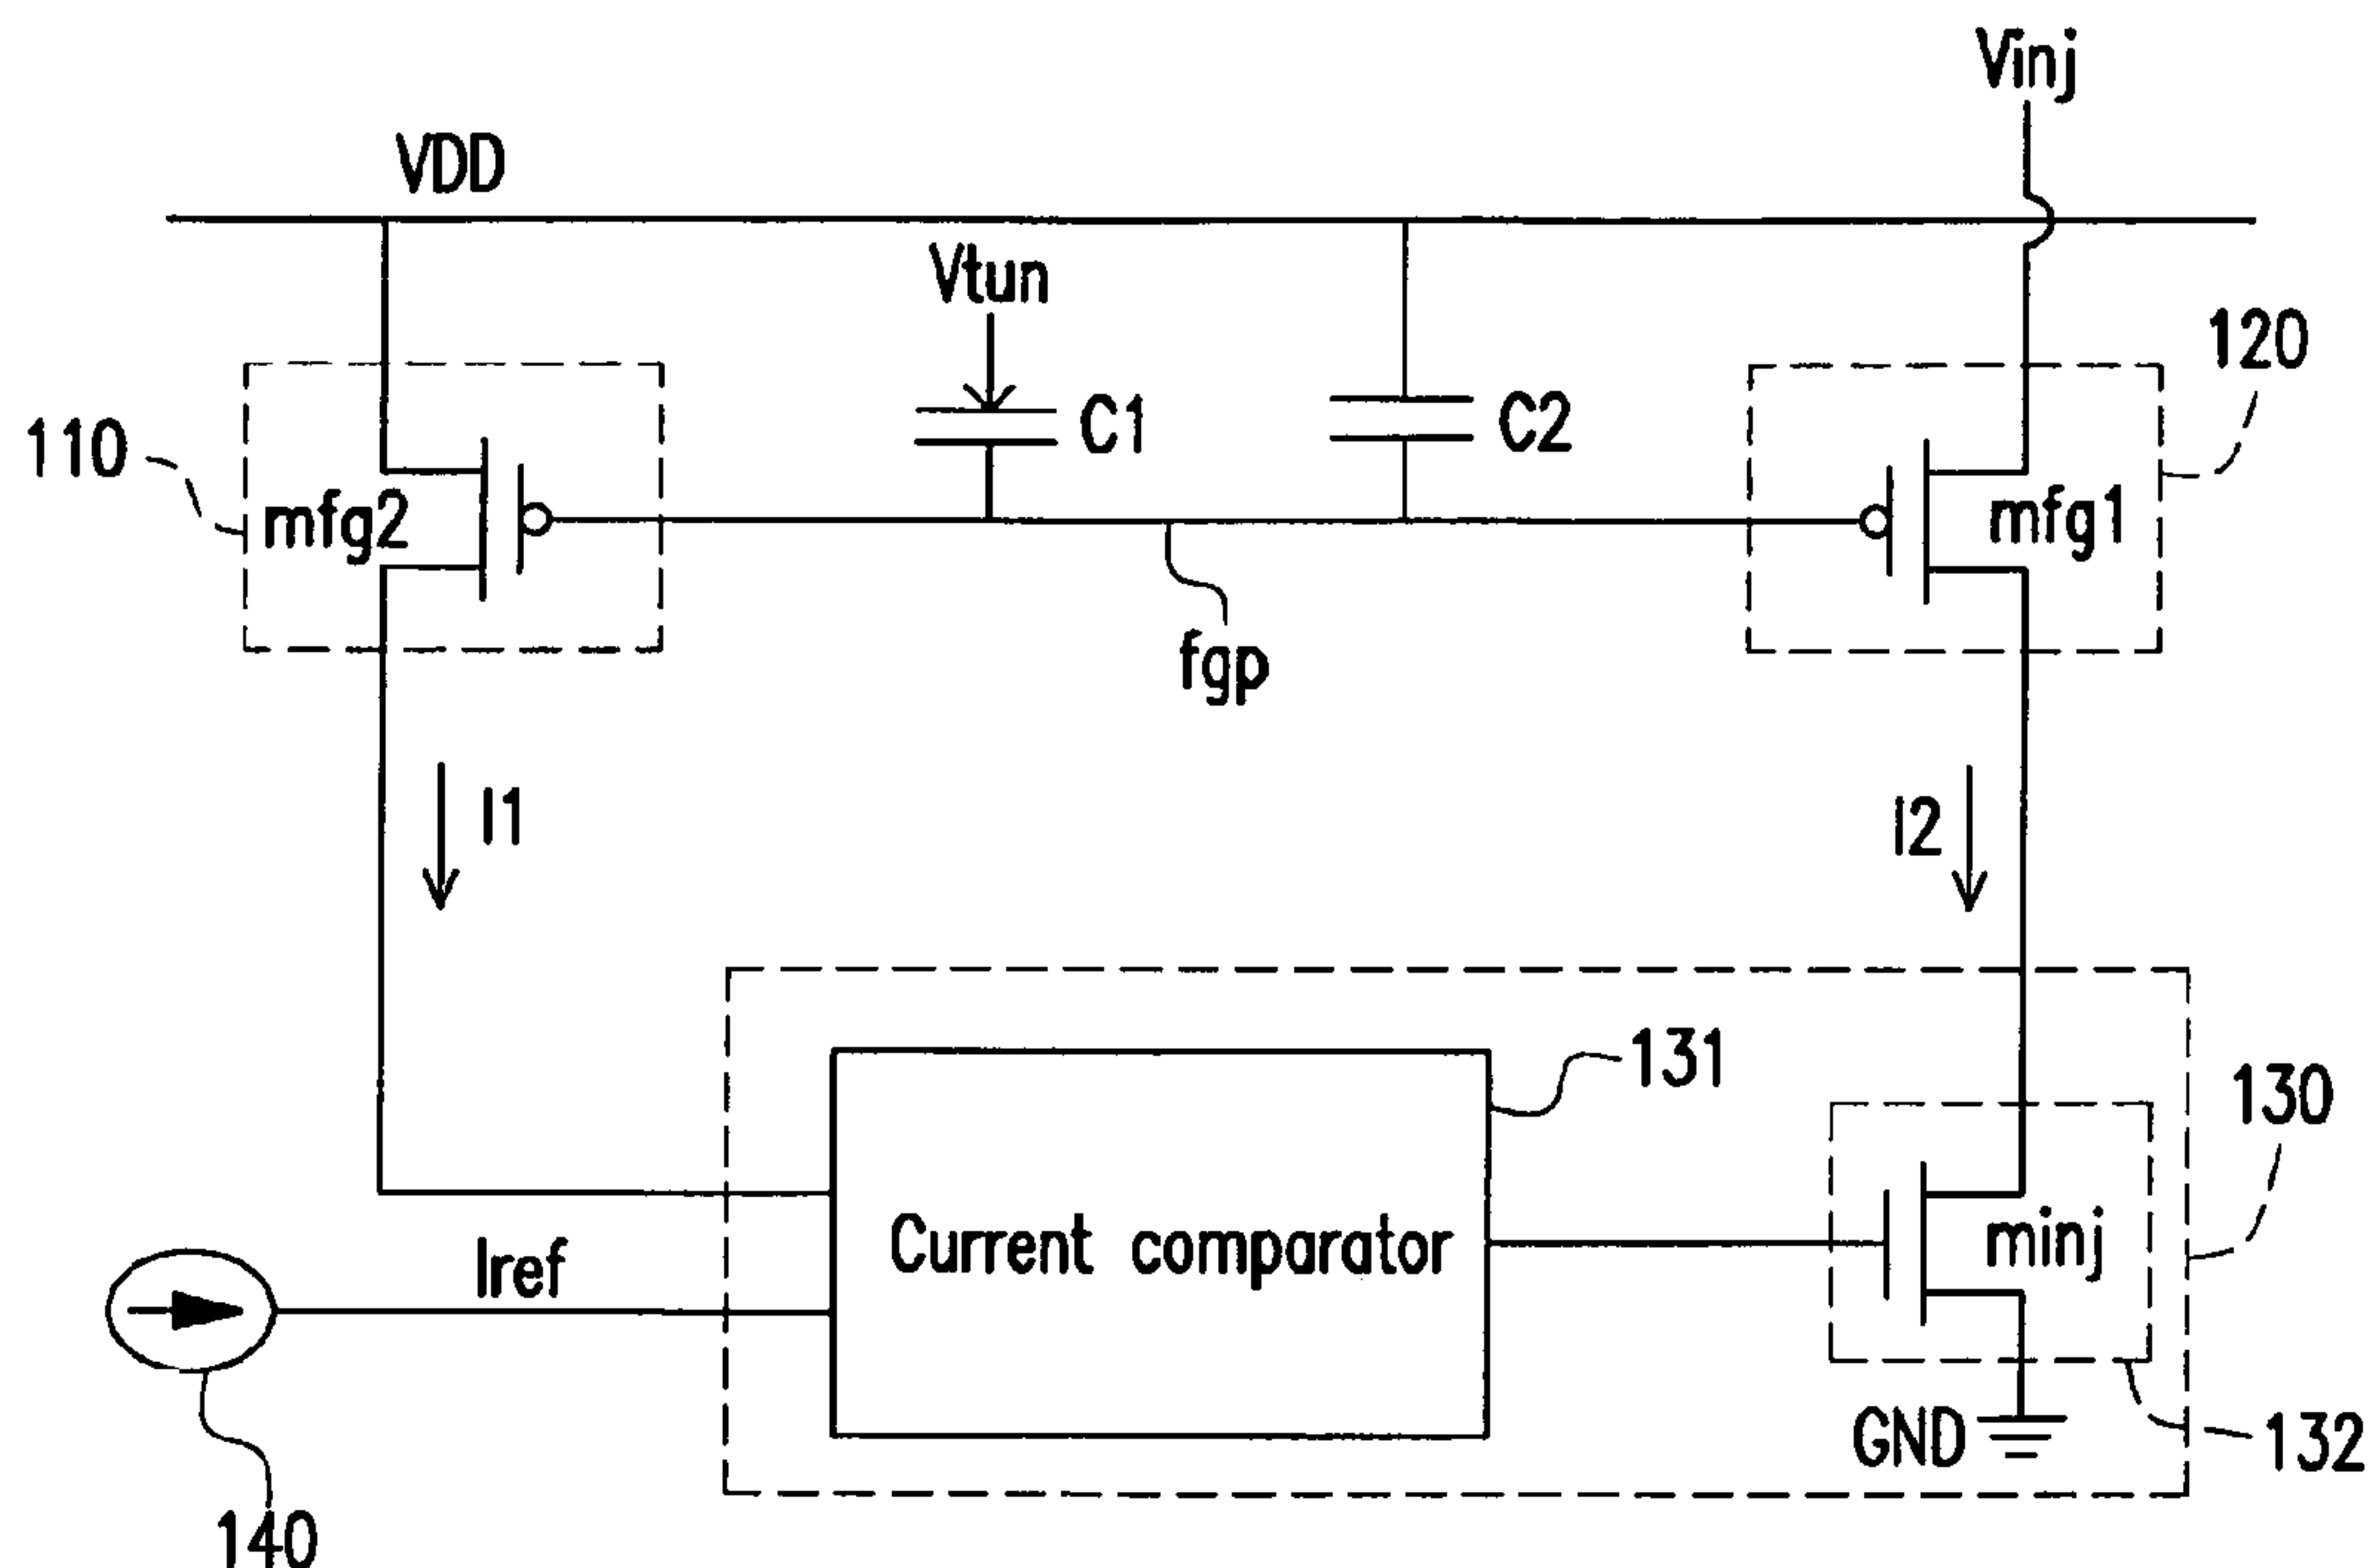 Vinj
VDD
Vtun
120
C1
C2
110
mfg2
mfg1
fgp
I1
I2
131
130
Iref
Current comparator
minj
GND
132
140